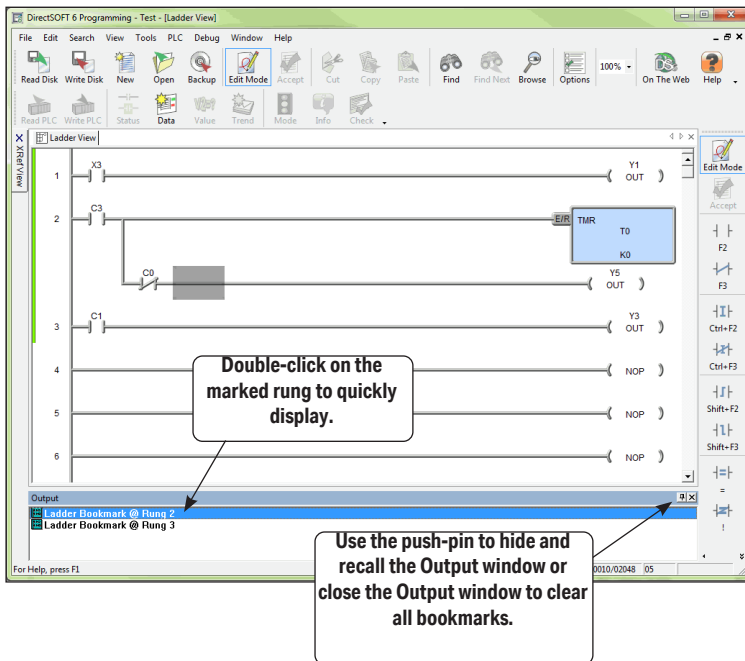 DirectSOFT 6 Programming - Test - [Ladder View]
File Edit Search View Tools PLC Debug Window Help
Read Disk Write Disk New Open Backup Edit Mode Accept Cut Copy Paste Find Find Next Browse Options 100% On The Web Help
Read PLC Write PLC Status Data Value Trend Mode Info Check
X XRefView
Ladder View
1 X3 Y1 OUT
2 C3 E/R TMR
T0
K0
C0 Y5 OUT
3 C1 Y3 OUT
4 NOP
5 NOP
6 NOP
Edit Mode
Accept
F2
F3
Ctrl+F2
Ctrl+F3
Shift+F2
Shift+F3
=
!
Double-click on the
marked rung to quickly
display.
Output
Ladder Bookmark @ Rung 2
Ladder Bookmark @ Rung 3
Use the push-pin to hide and
recall the Output window or
close the Output window to clear
all bookmarks.
For Help, press F1
0010/02048 05